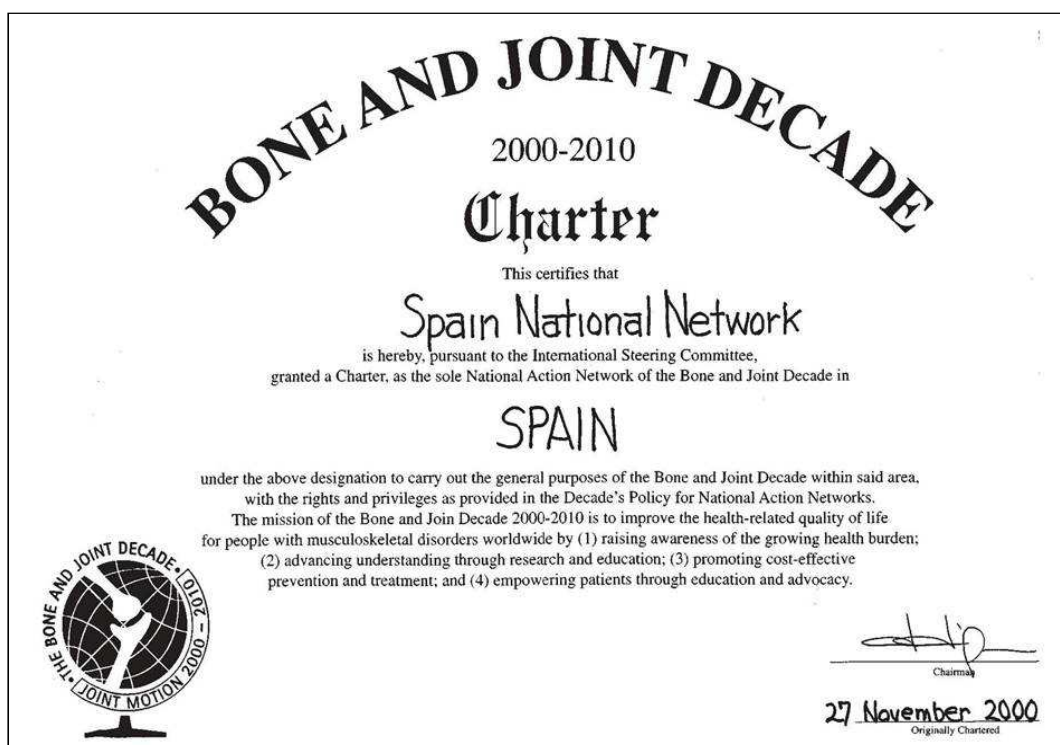 BONE AND JOINT DECADE
2000-2010
Charter
This certifies that
Spain National Network
is hereby, pursuant to the International Steering Committee,
granted a Charter, as the sole National Action Network of the Bone and Joint Decade in
SPAIN
under the above designation to carry out the general purposes of the Bone and Joint Decade within said area,
with the rights and privileges as provided in the Decade's Policy for National Action Networks.
The mission of the Bone and Join Decade 2000-2010 is to improve the health-related quality of life
for people with musculoskeletal disorders worldwide by (1) raising awareness of the growing health burden;
(2) advancing understanding through research and education; (3) promoting cost-effective
prevention and treatment; and (4) empowering patients through education and advocacy.
• THE BONE AND JOINT DECADE •
JOINT MOTION 2000 – 2010
Chairman
27 November 2000
Originally Chartered